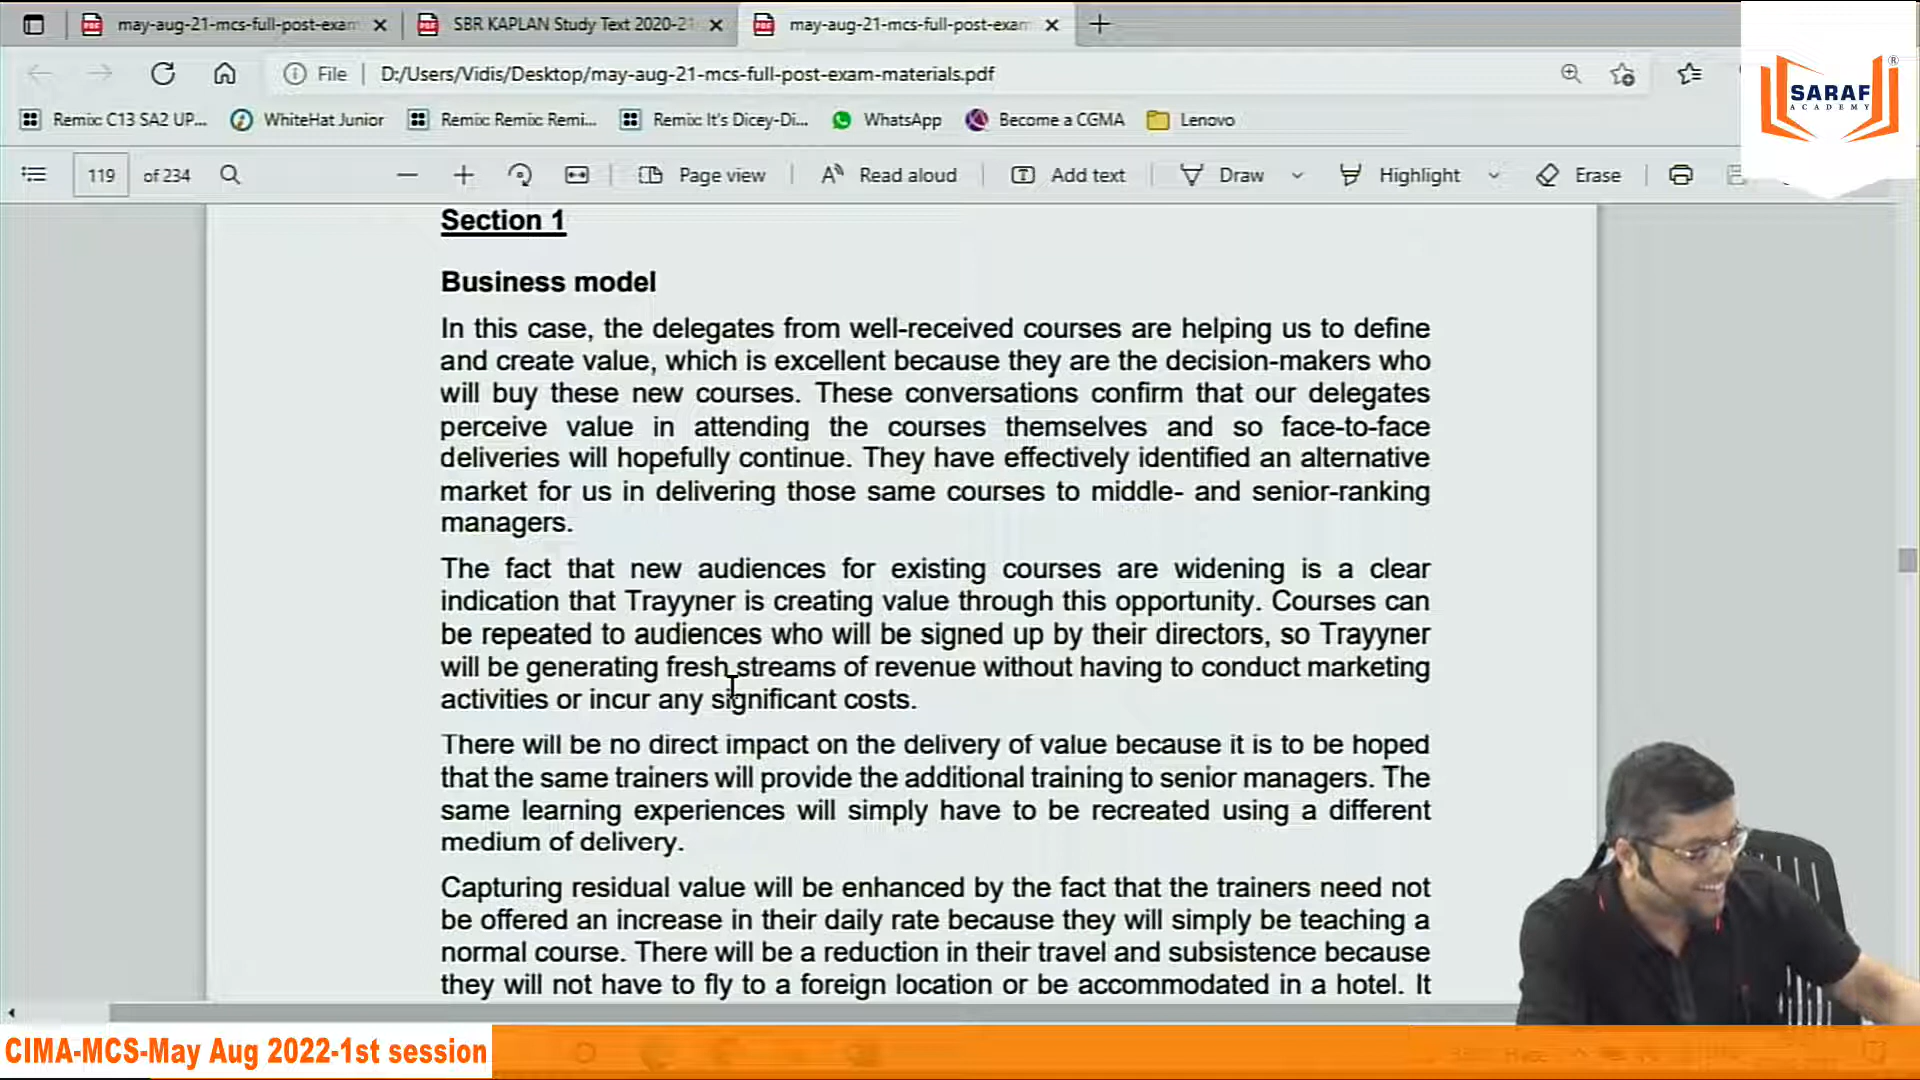 may-aug-21-mcs-full-post-exam
SBR KAPLAN Study Text 2020-21
may-aug-21-mcs-full-post-exam
File
D:/Users/Vidis/Desktop/may-aug-21-mcs-full-post-exam-materials.pdf
SARAF
ACADEMY
®
Remix: C13 SA2 UP...
WhiteHat Junior
Remix: Remix Remi...
Remix: It's Dicey-Di...
WhatsApp
Become a CGMA
Lenovo
119 of 234
Page view
Read aloud
Add text
Draw
Highlight
Erase
Section 1
Business model
In this case, the delegates from well-received courses are helping us to define
and create value, which is excellent because they are the decision-makers who
will buy these new courses. These conversations confirm that our delegates
perceive value in attending the courses themselves and so face-to-face
deliveries will hopefully continue. They have effectively identified an alternative
market for us in delivering those same courses to middle- and senior-ranking
managers.
The fact that new audiences for existing courses are widening is a clear
indication that Trayyner is creating value through this opportunity. Courses can
be repeated to audiences who will be signed up by their directors, so Trayyner
will be generating fresh streams of revenue without having to conduct marketing
activities or incur any significant costs.
There will be no direct impact on the delivery of value because it is to be hoped
that the same trainers will provide the additional training to senior managers. The
same learning experiences will simply have to be recreated using a different
medium of delivery.
Capturing residual value will be enhanced by the fact that the trainers need not
be offered an increase in their daily rate because they will simply be teaching a
normal course. There will be a reduction in their travel and subsistence because
they will not have to fly to a foreign location or be accommodated in a hotel. It
CIMA-MCS-May Aug 2022-1st session